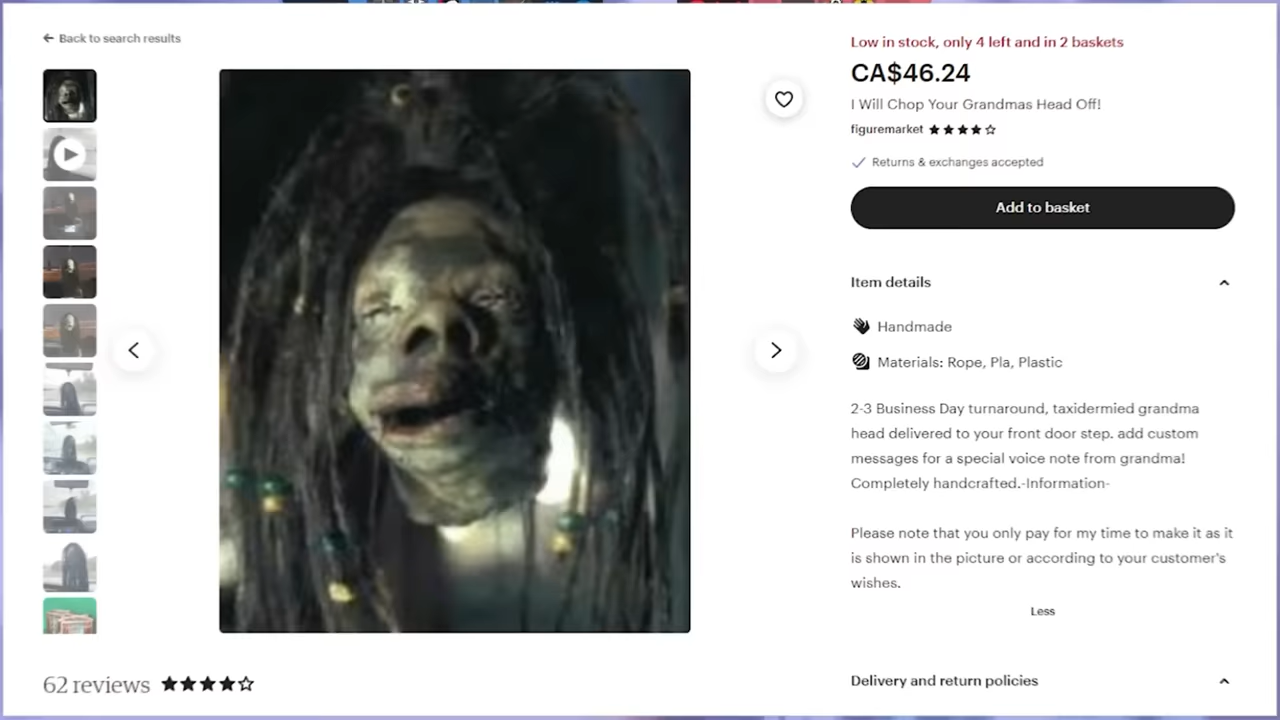 Back to search results
Low in stock, only 4 left and in 2 baskets
CA$46.24
I Will Chop Your Grandmas Head Off!
figuremarket
Returns & exchanges accepted
Add to basket
Item details
Handmade
Materials: Rope, Pla, Plastic
2-3 Business Day turnaround, taxidermied grandma
head delivered to your front door step. add custom
messages for a special voice note from grandma!
Completely handcrafted.-Information-
Please note that you only pay for my time to make it as it
is shown in the picture or according to your customer's
wishes.
Less
62 reviews
Delivery and return policies